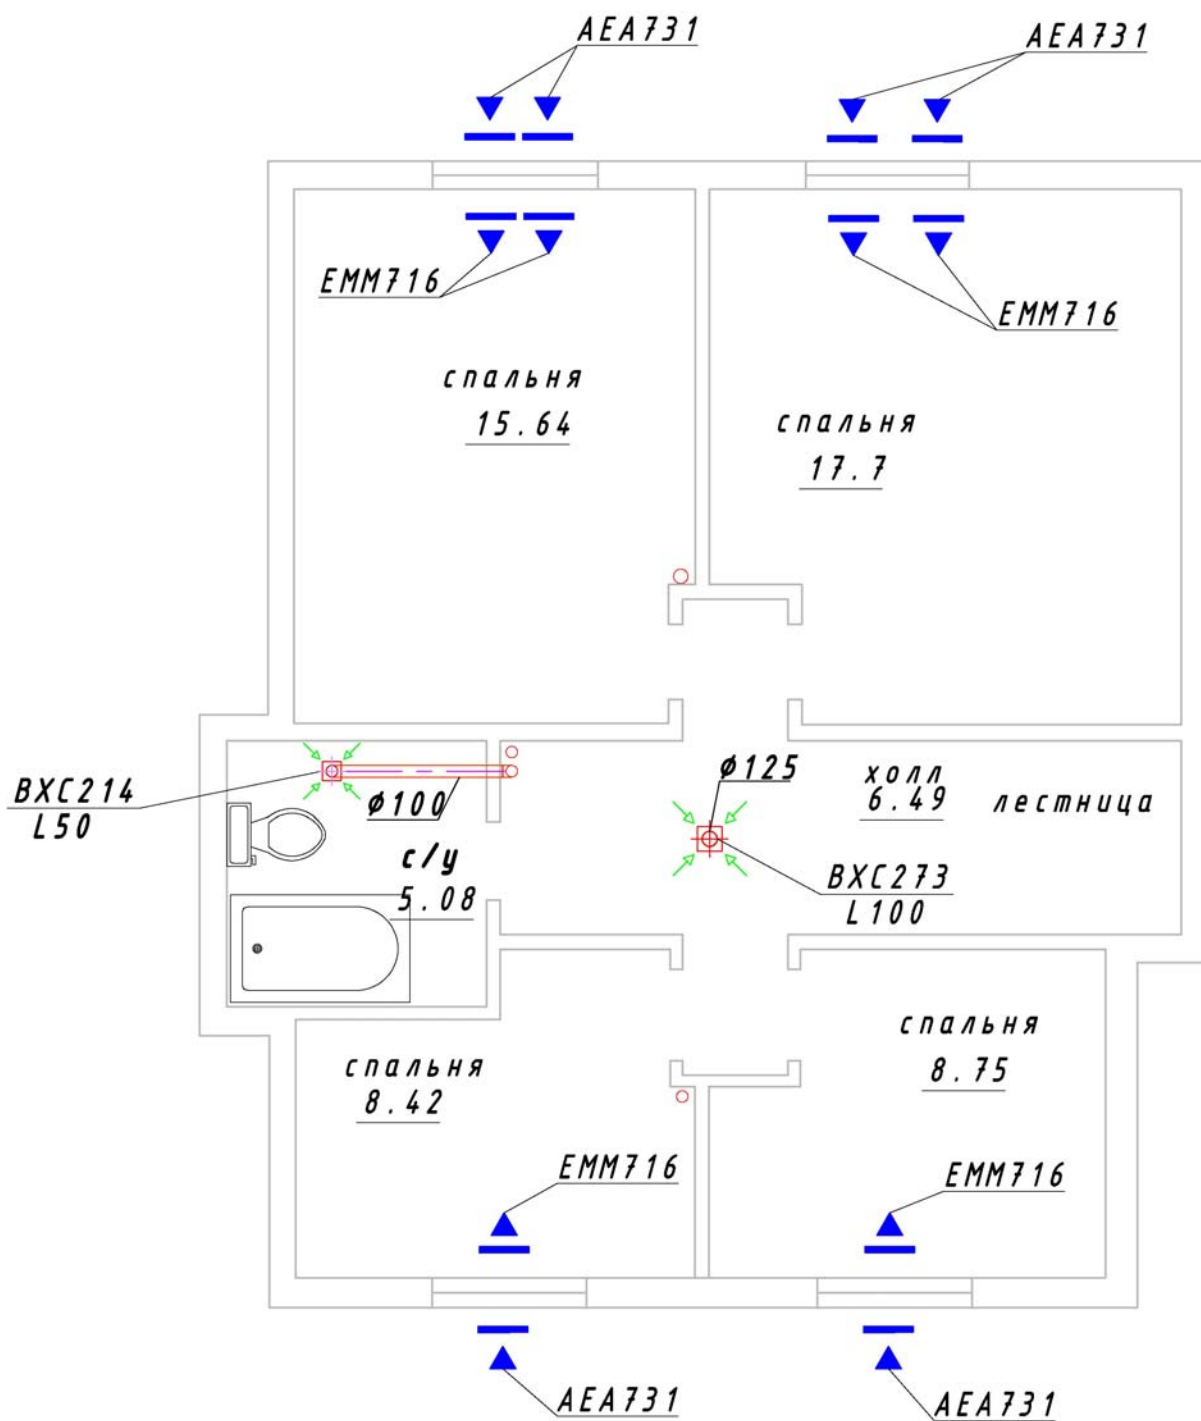 AEA731
AEA731
EMM716
EMM716
спальня
15.64
спальня
17.7
BXC214
L50
ϕ100
ϕ125
холл
6.49
лестница
с/у
5.08
BXC273
L100
спальня
8.42
спальня
8.75
EMM716
EMM716
AEA731
AEA731